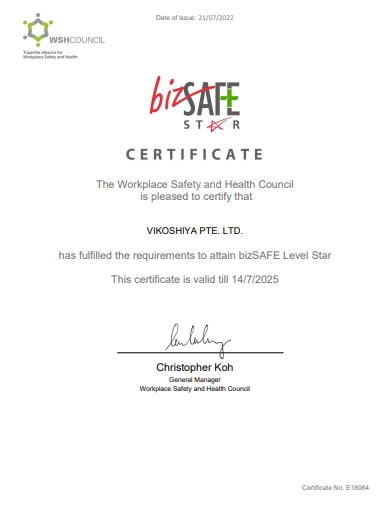 Date of issue: 21/07/2022
WSHCOUNCIL
Tripartite Alliance for
Workplace Safety and Health
bizSAFE
STAR
CERTIFICATE
The Workplace Safety and Health Council
is pleased to certify that
VIKOSHIYA PTE. LTD.
has fulfilled the requirements to attain bizSAFE Level Star
This certificate is valid till 14/7/2025
Christopher Koh
General Manager
Workplace Safety and Health Council
Certificate No. E16064